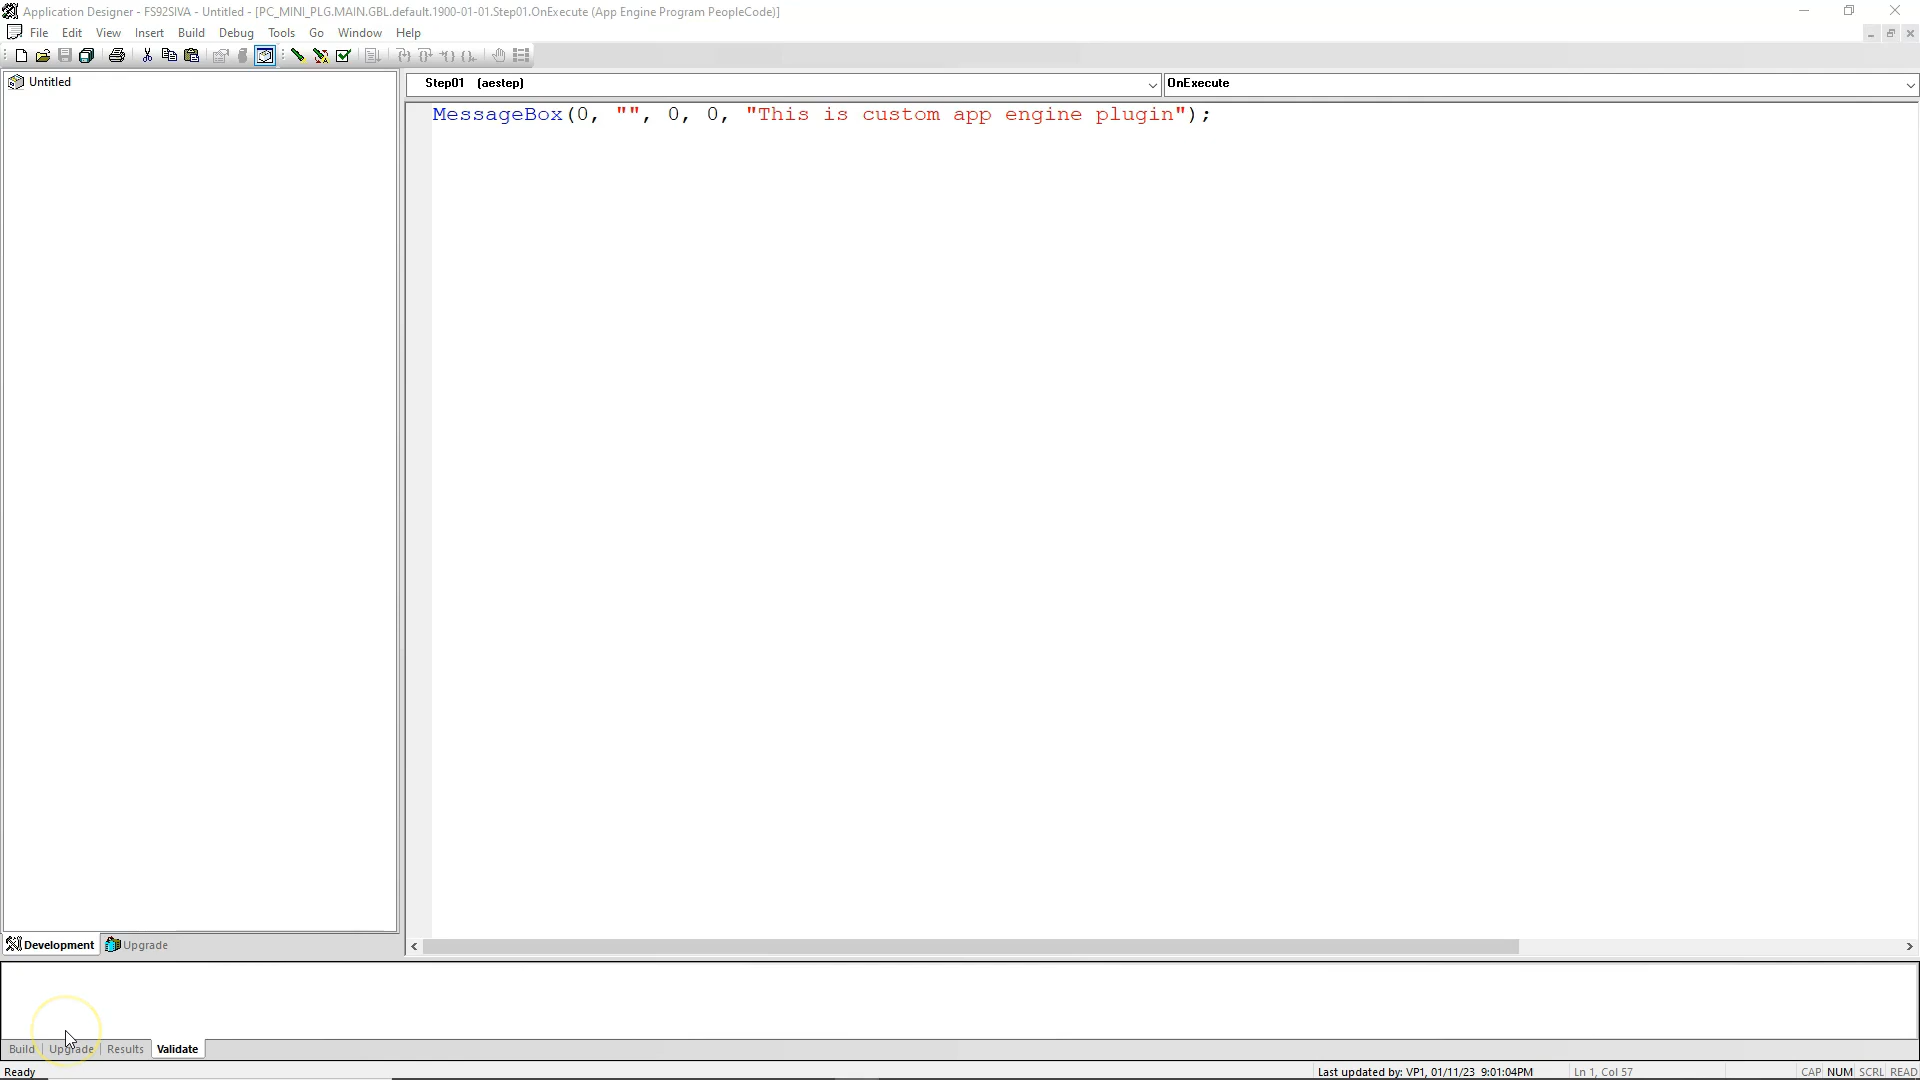 Application Designer - FS92SIVA - Untitled - [PC_MINI_PLG.MAIN.GBL.default.1900-01-01.Step01.OnExecute (App Engine Program PeopleCode)]
File Edit View Insert Build Debug Tools Go Window Help
Untitled
Step01 (aestep)
OnExecute
MessageBox(0, "", 0, 0, "This is custom app engine plugin");
Development Upgrade
Build Upgrade Results Validate
Ready
Last updated by: VP1, 01/11/23 9:01:04PM
Ln 1, Col 57
CAP NUM SCRL READ